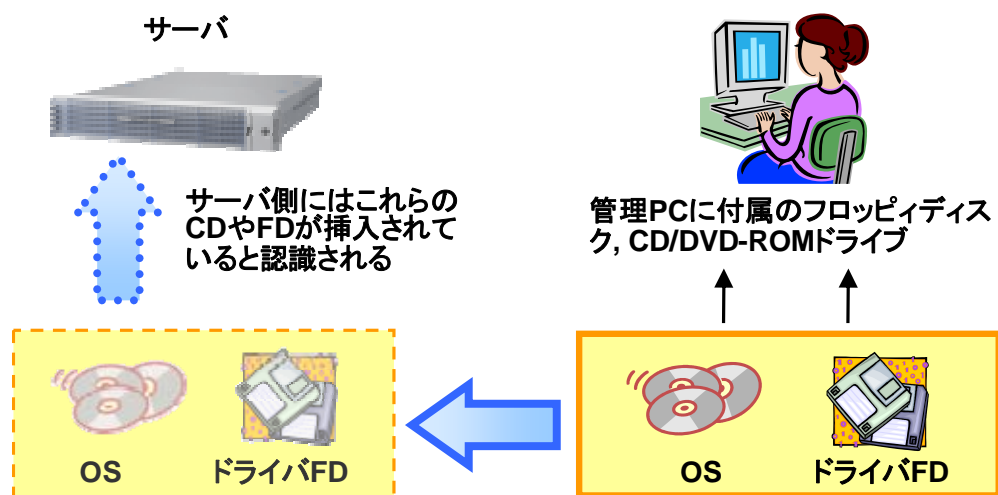 サーバ
サーバ側にはこれらの
CDやFDが挿入されて
いると認識される
管理PCに付属のフロッピィディス
ク, CD/DVD-ROMドライブ
OS ドライバFD
OS ドライバFD